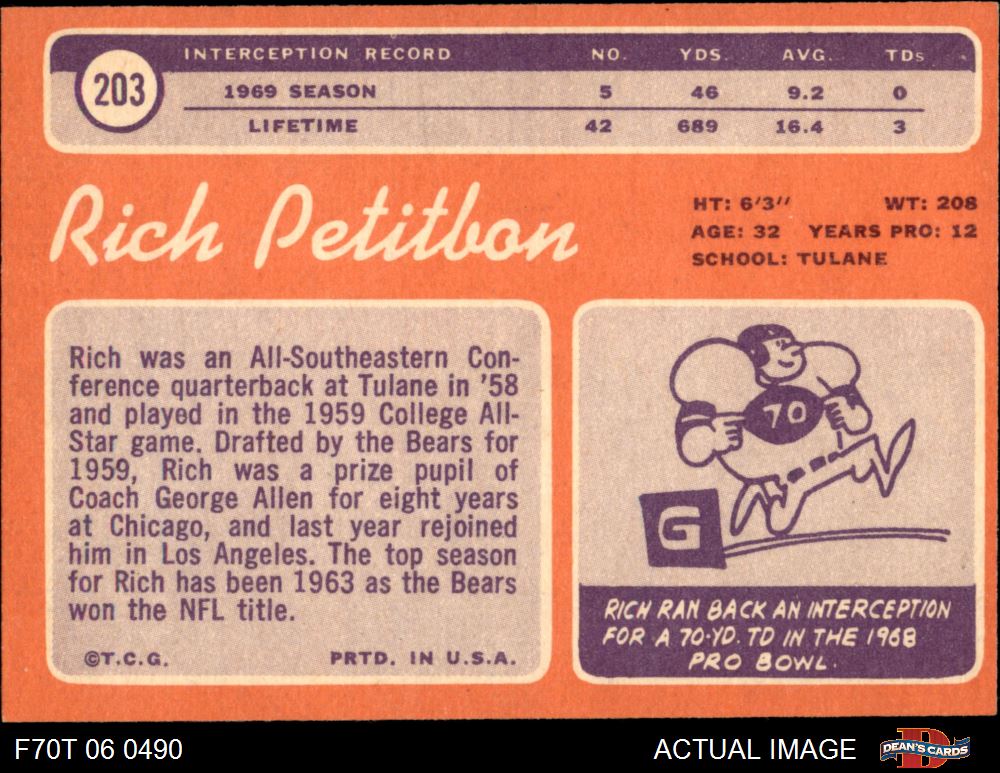 203
INTERCEPTION RECORD NO. YDS. AVG. TDs
1969 SEASON 5 46 9.2 0
LIFETIME 42 689 16.4 3
Rich Petitbon
HT: 6'3" WT: 208
AGE: 32 YEARS PRO: 12
SCHOOL: TULANE
Rich was an All-Southeastern Con-
ference quarterback at Tulane in '58
and played in the 1959 College All-
Star game. Drafted by the Bears for
1959, Rich was a prize pupil of
Coach George Allen for eight years
at Chicago, and last year rejoined
him in Los Angeles. The top season
for Rich has been 1963 as the Bears
won the NFL title.
©T.C.G. PRTD. IN U.S.A.
70
G
RICH RAN BACK AN INTERCEPTION
FOR A 70-YD. TD IN THE 1968
PRO BOWL.
F70T 06 0490 ACTUAL IMAGE
D
DEAN'S CARDS